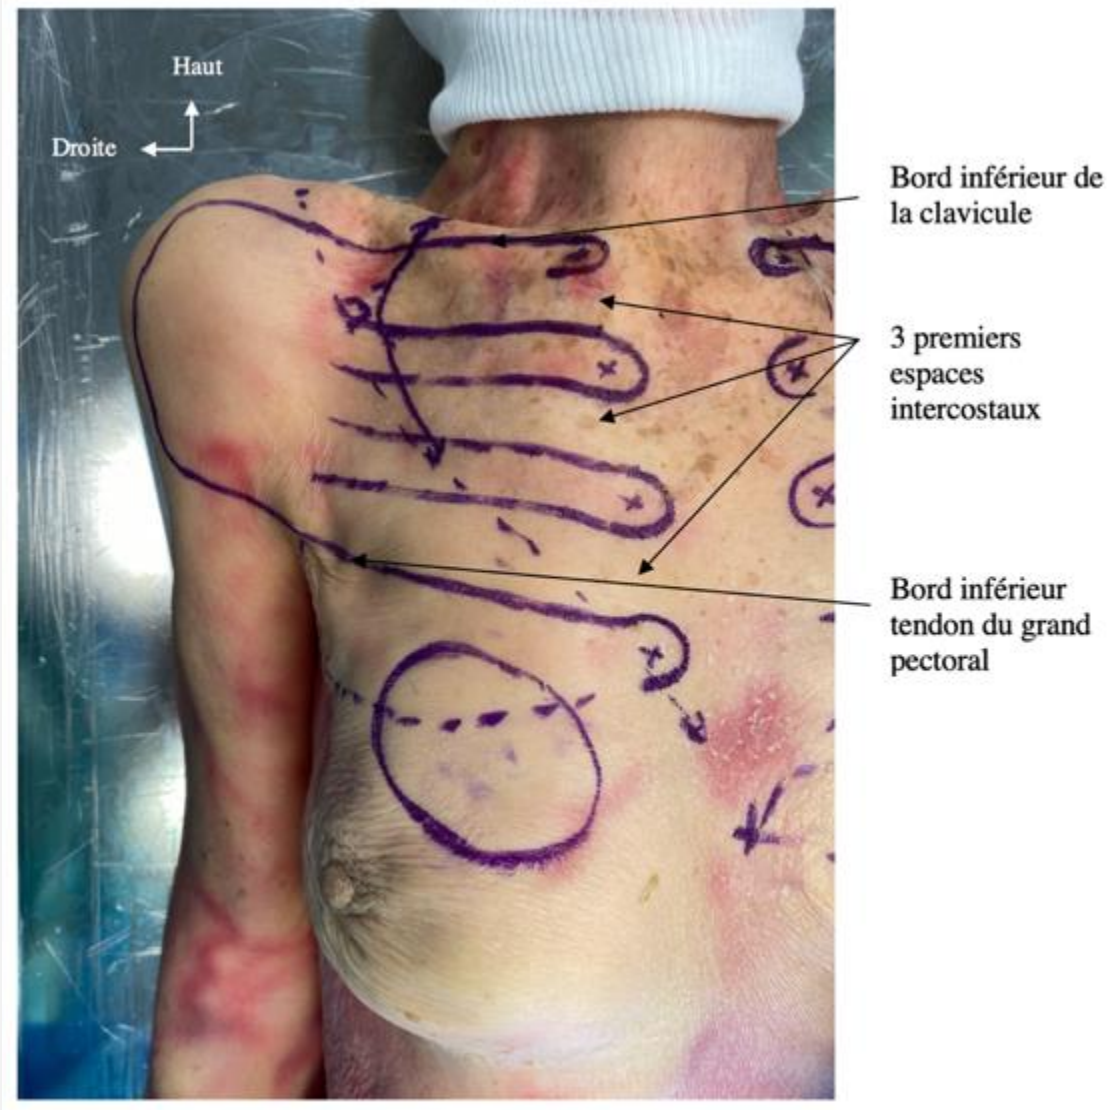 Haut
Droite
Bord inférieur de
la clavicule
3 premiers
espaces
intercostaux
Bord inférieur
tendon du grand
pectoral